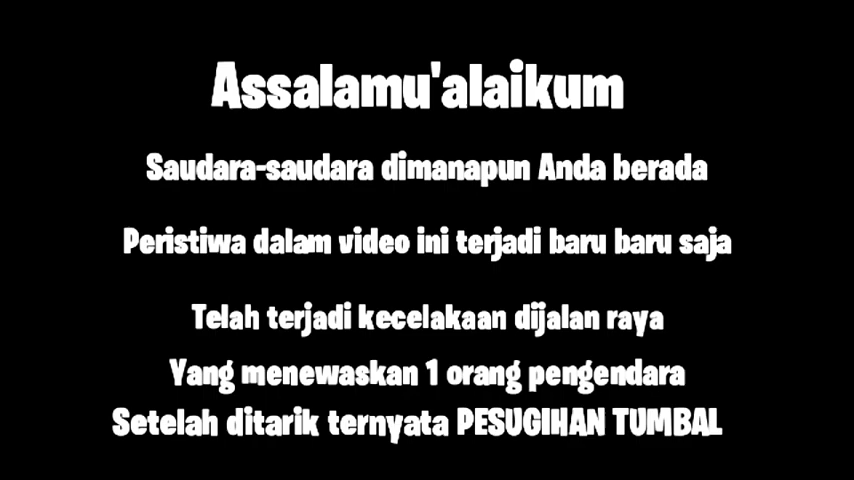 Assalamu'alaikum
Saudara-saudara dimanapun Anda berada
Peristiwa dalam video ini terjadi baru baru saja
Telah terjadi kecelakaan dijalan raya
Yang menewaskan 1 orang pengendara
Setelah ditarik ternyata PESUGIHAN TUMBAL